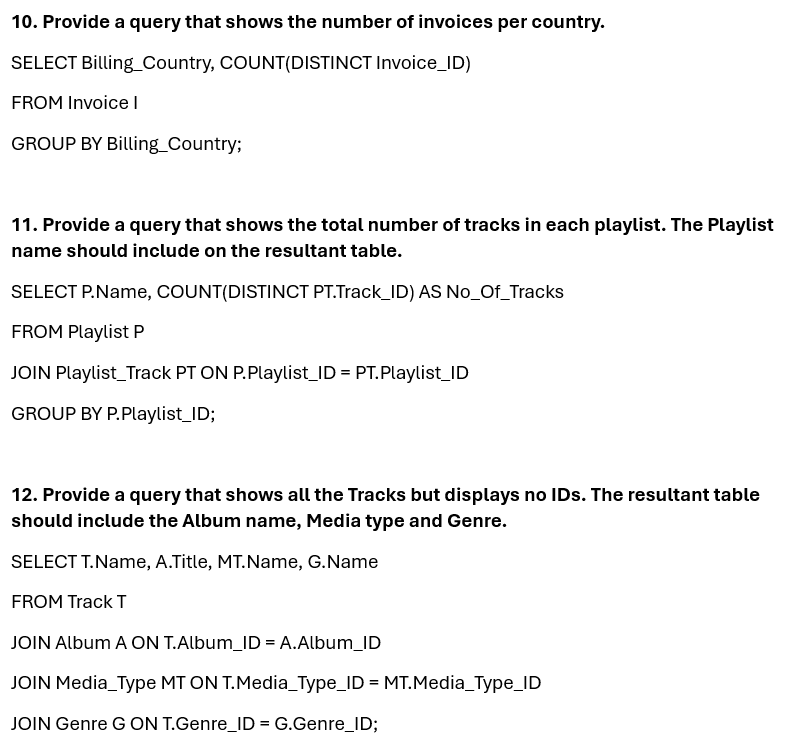 10. Provide a query that shows the number of invoices per country.
SELECT Billing_Country, COUNT(DISTINCT Invoice_ID)
FROM Invoice I
GROUP BY Billing_Country;
11. Provide a query that shows the total number of tracks in each playlist. The Playlist
name should include on the resultant table.
SELECT P.Name, COUNT(DISTINCT PT.Track_ID) AS No_Of_Tracks
FROM Playlist P
JOIN Playlist_Track PT ON P.Playlist_ID = PT.Playlist_ID
GROUP BY P.Playlist_ID;
12. Provide a query that shows all the Tracks but displays no IDs. The resultant table
should include the Album name, Media type and Genre.
SELECT T.Name, A.Title, MT.Name, G.Name
FROM Track T
JOIN Album A ON T.Album_ID = A.Album_ID
JOIN Media_Type MT ON T.Media_Type_ID = MT.Media_Type_ID
JOIN Genre G ON T.Genre_ID = G.Genre_ID;